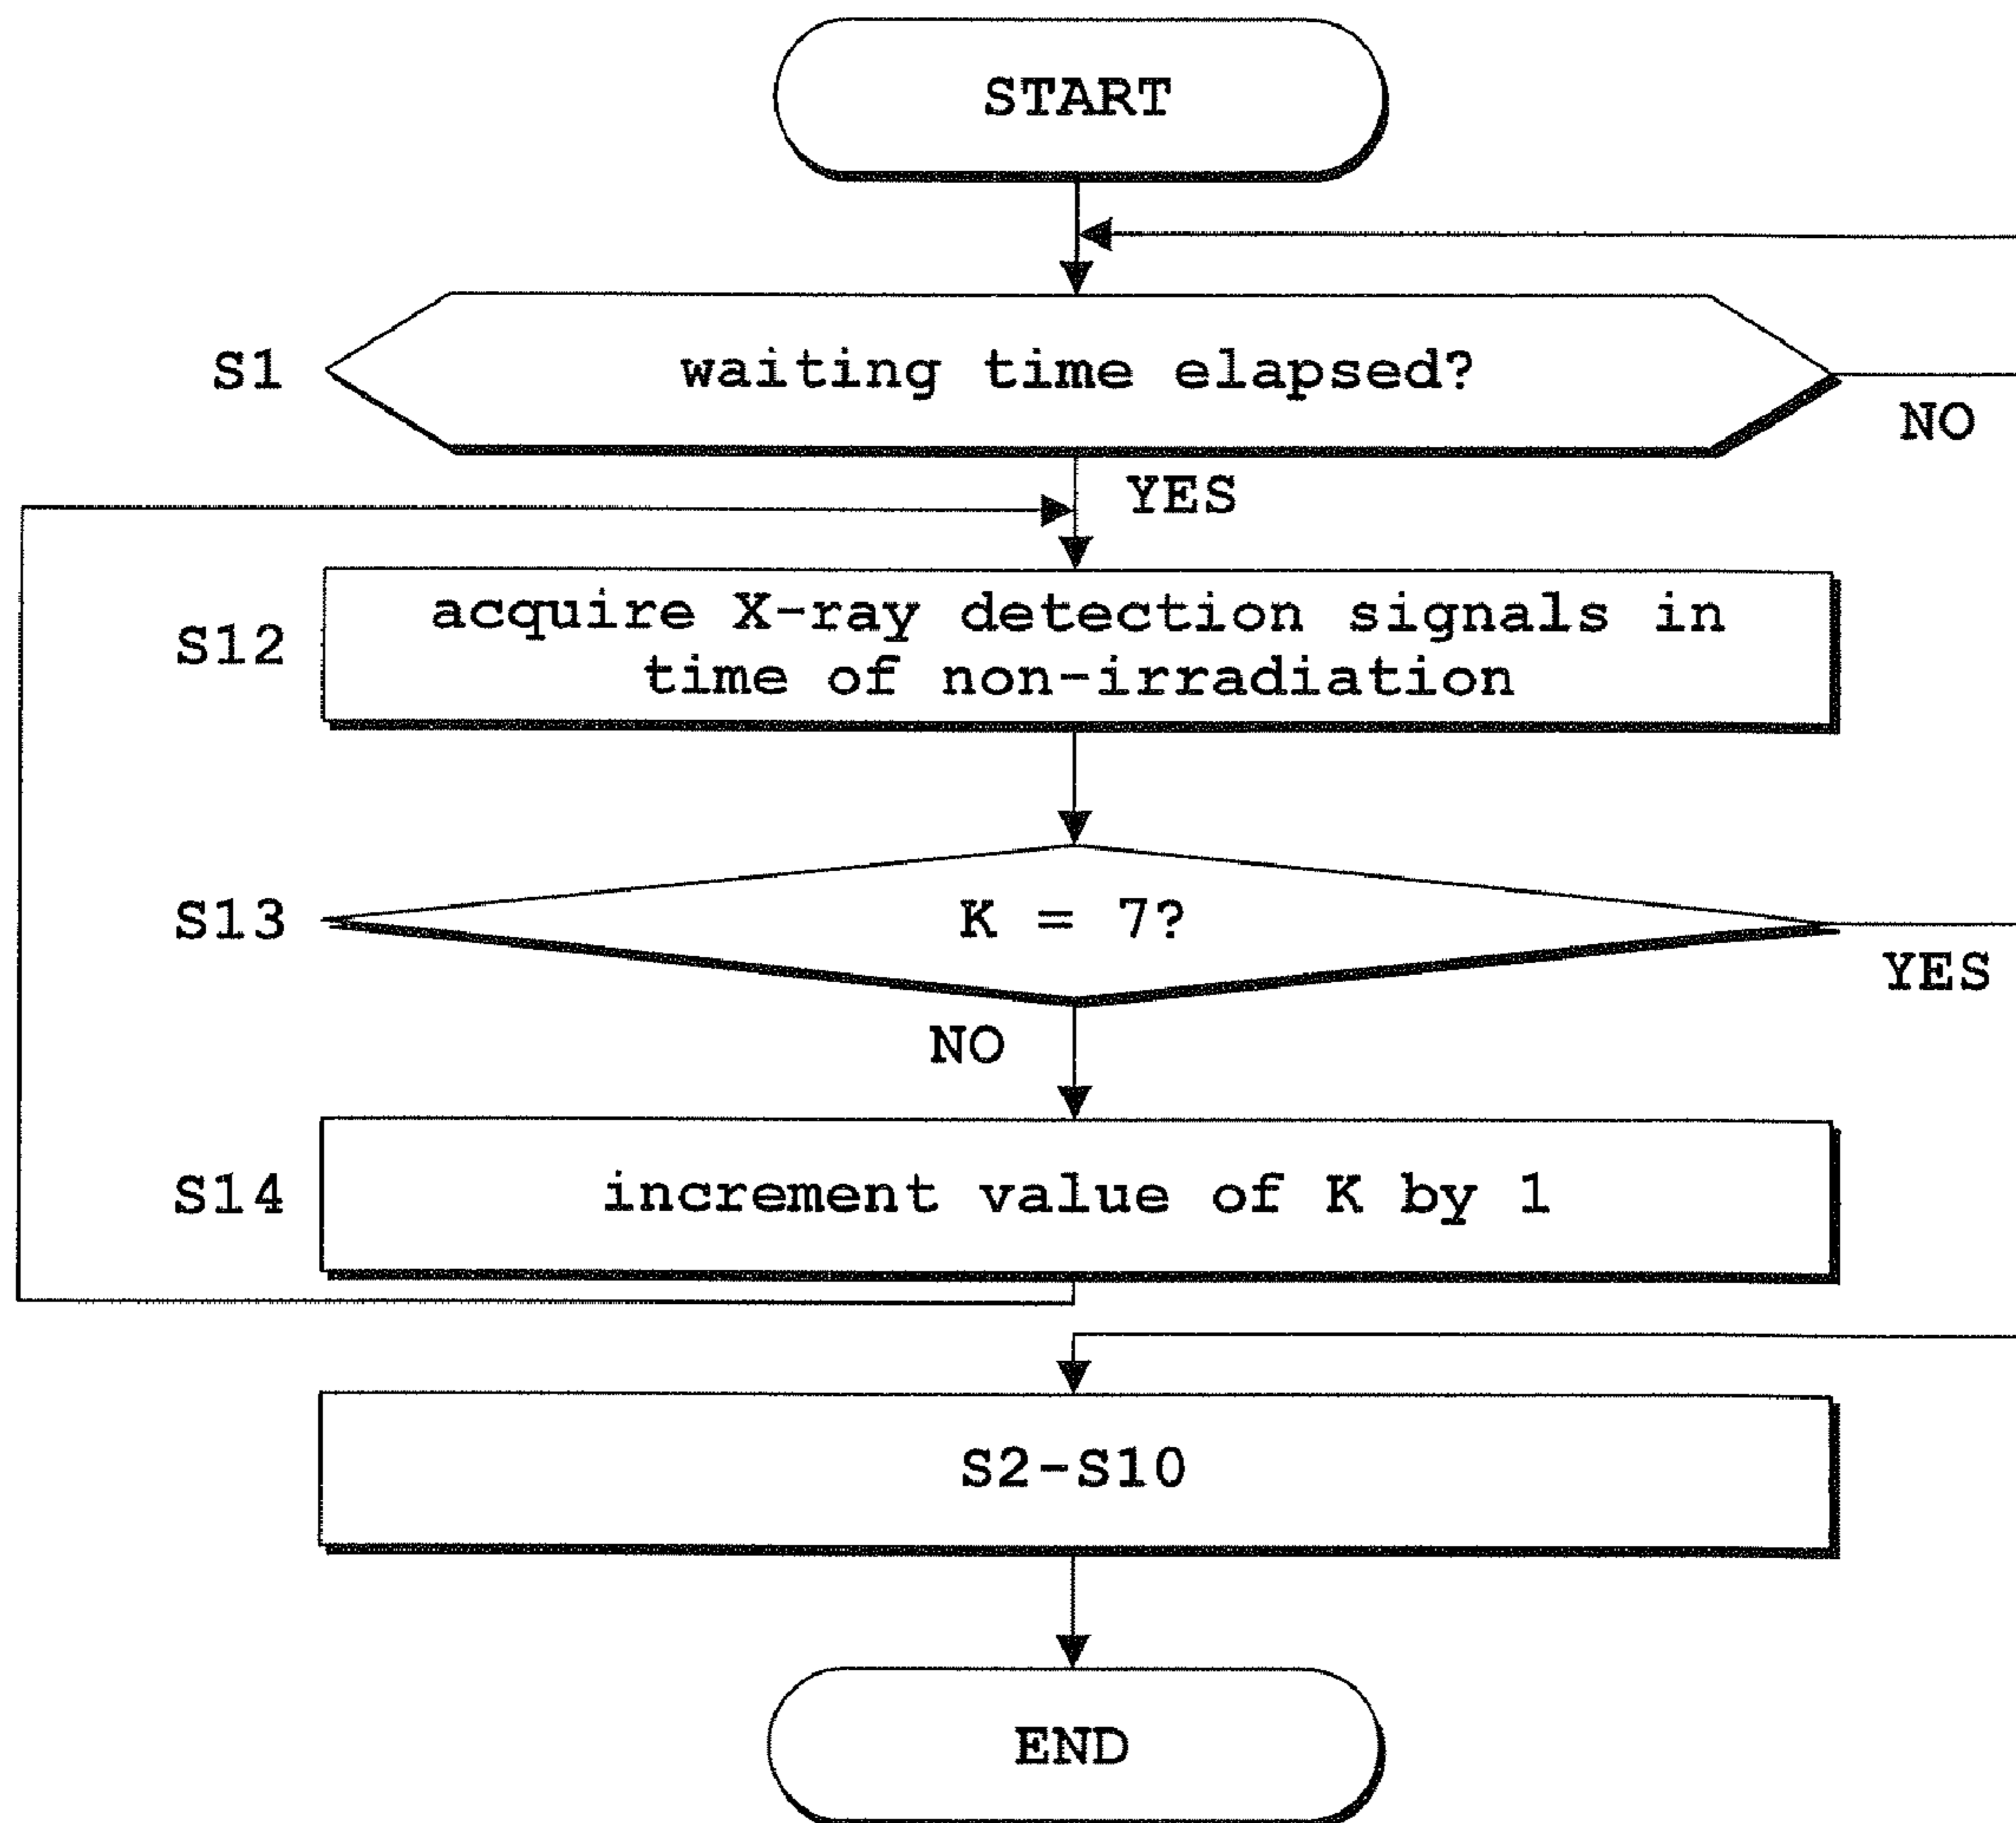 START
S1
waiting time elapsed?
NO
YES
S12
acquire X-ray detection signals in
time of non-irradiation
S13
K = 7?
YES
NO
S14
increment value of K by 1
S2-S10
END